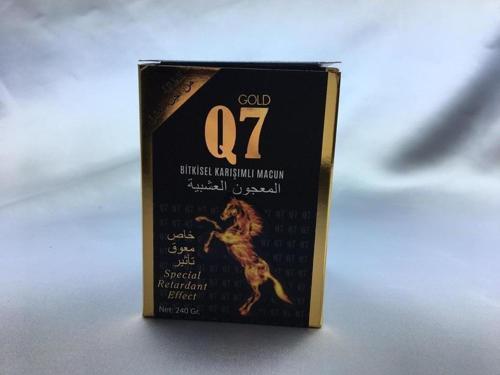 GOLD
Q7
BİTKİSEL KARIŞIMLI MACUN
المعجون العشبية
خاص
معوق
تأثير
Special
Retardant
Effect
Net: 240 Gr.